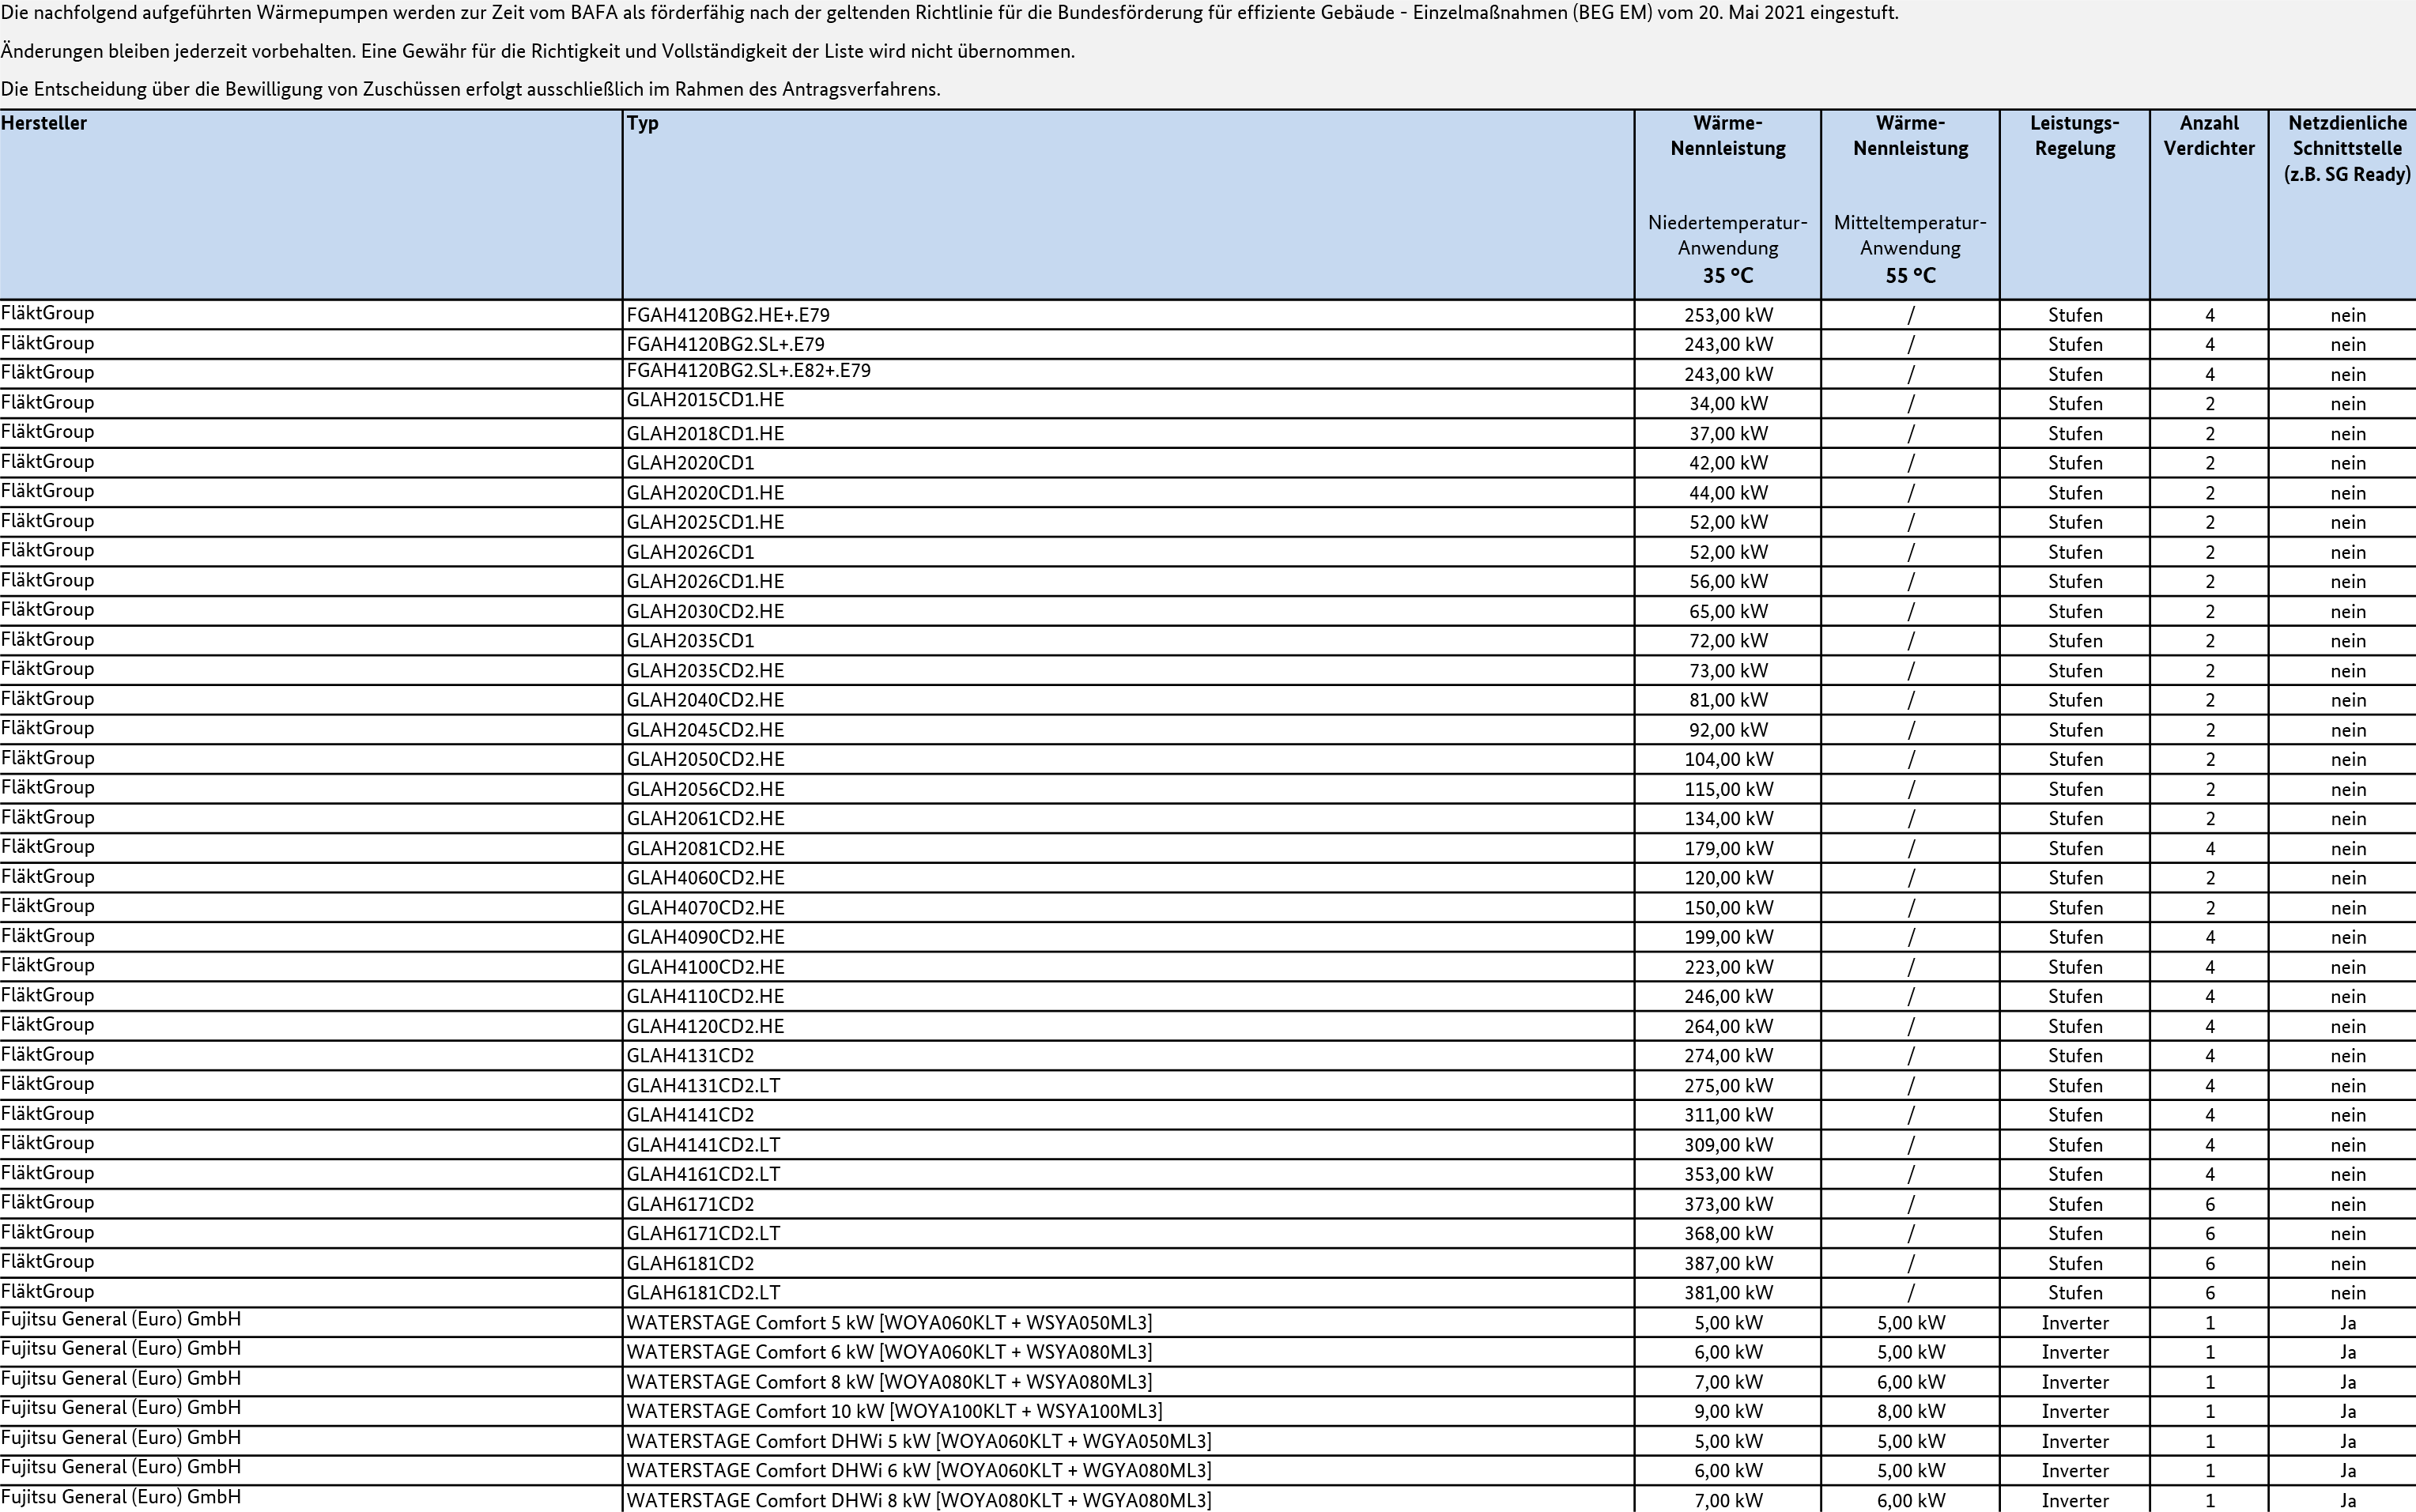 Die nachfolgend aufgeführten Wärmepumpen werden zur Zeit vom BAFA als förderfähig nach der geltenden Richtlinie für die Bundesförderung für effiziente Gebäude - Einzelmaßnahmen (BEG EM) vom 20. Mai 2021 eingestuft.
Änderungen bleiben jederzeit vorbehalten. Eine Gewähr für die Richtigkeit und Vollständigkeit der Liste wird nicht übernommen.
Die Entscheidung über die Bewilligung von Zuschüssen erfolgt ausschließlich im Rahmen des Antragsverfahrens.
Hersteller Typ Wärme- Wärme- Leistungs- Anzahl Netzdienliche
Nennleistung Nennleistung Regelung Verdichter Schnittstelle
(z.B. SG Ready)
Niedertemperatur- Mitteltemperatur-
Anwendung Anwendung
35 °C 55 °C
FläktGroup FGAH4120BG2.HE+.E79 253,00 kW / Stufen 4 nein
FläktGroup FGAH4120BG2.SL+.E79 243,00 kW / Stufen 4 nein
FläktGroup FGAH4120BG2.SL+.E82+.E79 243,00 kW / Stufen 4 nein
FläktGroup GLAH2015CD1.HE 34,00 kW / Stufen 2 nein
FläktGroup GLAH2018CD1.HE 37,00 kW / Stufen 2 nein
FläktGroup GLAH2020CD1 42,00 kW / Stufen 2 nein
FläktGroup GLAH2020CD1.HE 44,00 kW / Stufen 2 nein
FläktGroup GLAH2025CD1.HE 52,00 kW / Stufen 2 nein
FläktGroup GLAH2026CD1 52,00 kW / Stufen 2 nein
FläktGroup GLAH2026CD1.HE 56,00 kW / Stufen 2 nein
FläktGroup GLAH2030CD2.HE 65,00 kW / Stufen 2 nein
FläktGroup GLAH2035CD1 72,00 kW / Stufen 2 nein
FläktGroup GLAH2035CD2.HE 73,00 kW / Stufen 2 nein
FläktGroup GLAH2040CD2.HE 81,00 kW / Stufen 2 nein
FläktGroup GLAH2045CD2.HE 92,00 kW / Stufen 2 nein
FläktGroup GLAH2050CD2.HE 104,00 kW / Stufen 2 nein
FläktGroup GLAH2056CD2.HE 115,00 kW / Stufen 2 nein
FläktGroup GLAH2061CD2.HE 134,00 kW / Stufen 2 nein
FläktGroup GLAH2081CD2.HE 179,00 kW / Stufen 4 nein
FläktGroup GLAH4060CD2.HE 120,00 kW / Stufen 2 nein
FläktGroup GLAH4070CD2.HE 150,00 kW / Stufen 2 nein
FläktGroup GLAH4090CD2.HE 199,00 kW / Stufen 4 nein
FläktGroup GLAH4100CD2.HE 223,00 kW / Stufen 4 nein
FläktGroup GLAH4110CD2.HE 246,00 kW / Stufen 4 nein
FläktGroup GLAH4120CD2.HE 264,00 kW / Stufen 4 nein
FläktGroup GLAH4131CD2 274,00 kW / Stufen 4 nein
FläktGroup GLAH4131CD2.LT 275,00 kW / Stufen 4 nein
FläktGroup GLAH4141CD2 311,00 kW / Stufen 4 nein
FläktGroup GLAH4141CD2.LT 309,00 kW / Stufen 4 nein
FläktGroup GLAH4161CD2.LT 353,00 kW / Stufen 4 nein
FläktGroup GLAH6171CD2 373,00 kW / Stufen 6 nein
FläktGroup GLAH6171CD2.LT 368,00 kW / Stufen 6 nein
FläktGroup GLAH6181CD2 387,00 kW / Stufen 6 nein
FläktGroup GLAH6181CD2.LT 381,00 kW / Stufen 6 nein
Fujitsu General (Euro) GmbH WATERSTAGE Comfort 5 kW [WOYA060KLT + WSYA050ML3] 5,00 kW 5,00 kW Inverter 1 Ja
Fujitsu General (Euro) GmbH WATERSTAGE Comfort 6 kW [WOYA060KLT + WSYA080ML3] 6,00 kW 5,00 kW Inverter 1 Ja
Fujitsu General (Euro) GmbH WATERSTAGE Comfort 8 kW [WOYA080KLT + WSYA080ML3] 7,00 kW 6,00 kW Inverter 1 Ja
Fujitsu General (Euro) GmbH WATERSTAGE Comfort 10 kW [WOYA100KLT + WSYA100ML3] 9,00 kW 8,00 kW Inverter 1 Ja
Fujitsu General (Euro) GmbH WATERSTAGE Comfort DHWi 5 kW [WOYA060KLT + WGYA050ML3] 5,00 kW 5,00 kW Inverter 1 Ja
Fujitsu General (Euro) GmbH WATERSTAGE Comfort DHWi 6 kW [WOYA060KLT + WGYA080ML3] 6,00 kW 5,00 kW Inverter 1 Ja
Fujitsu General (Euro) GmbH WATERSTAGE Comfort DHWi 8 kW [WOYA080KLT + WGYA080ML3] 7,00 kW 6,00 kW Inverter 1 Ja